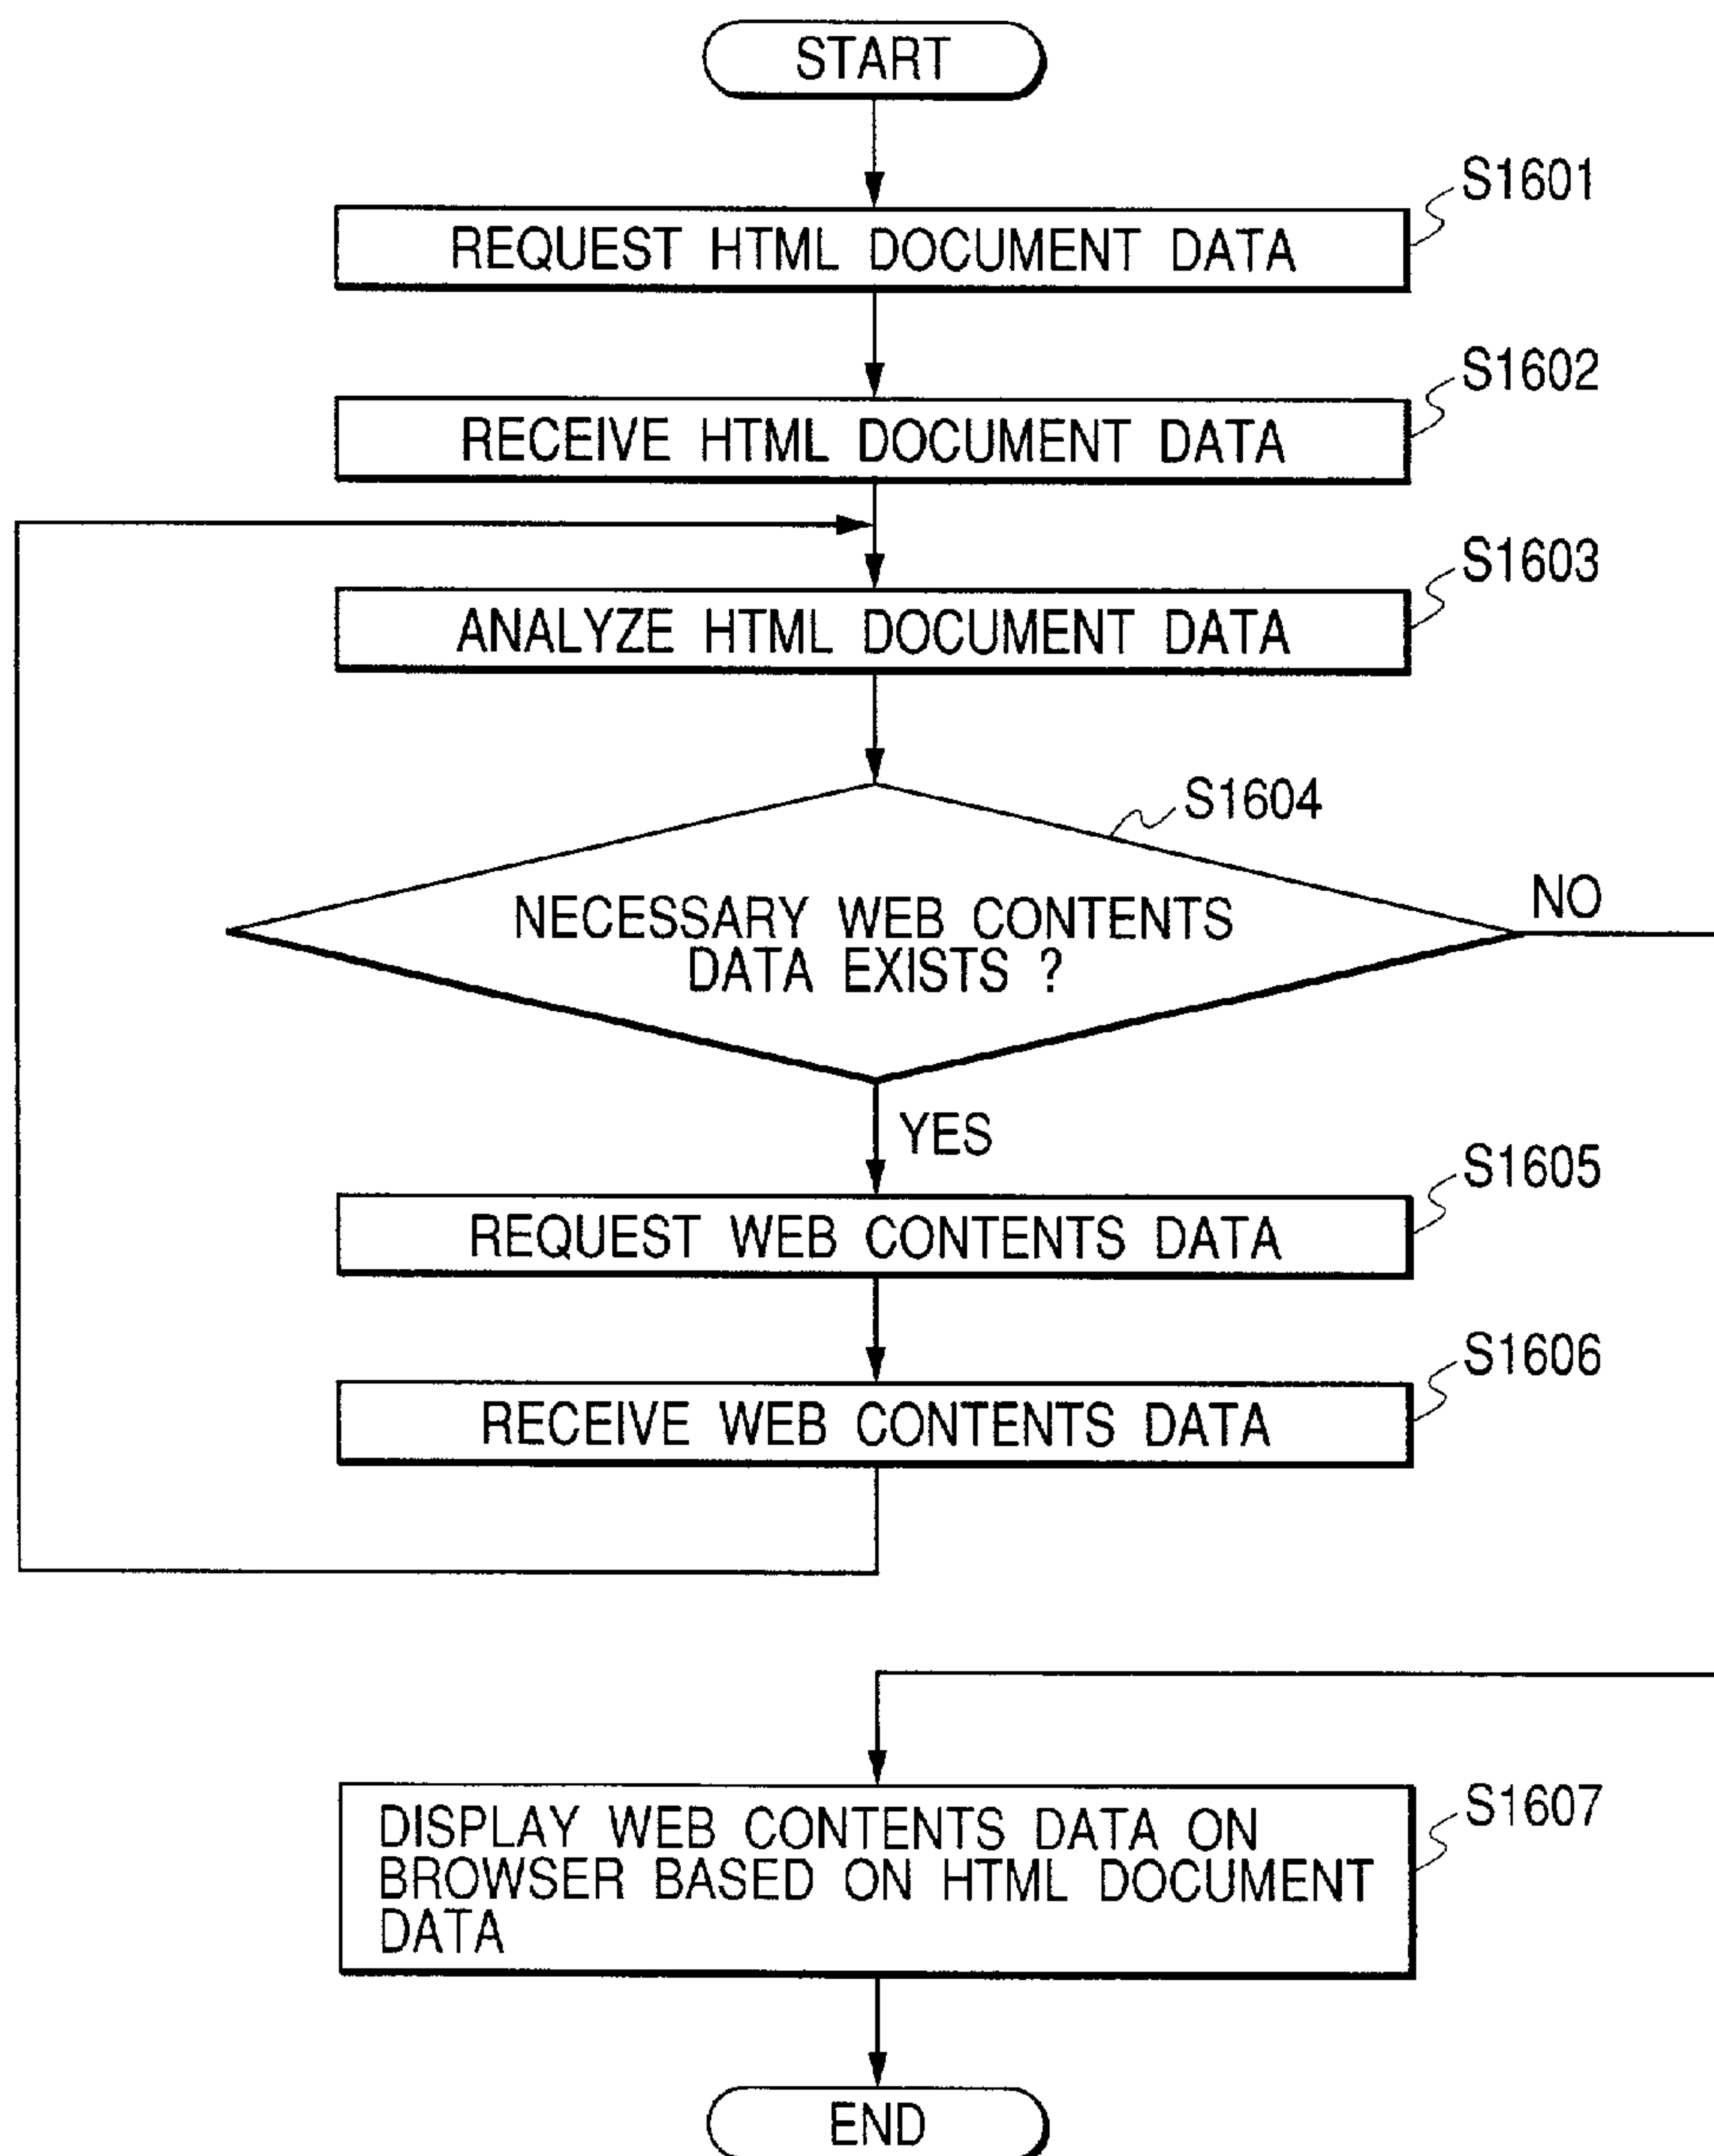 START
S1601
REQUEST HTML DOCUMENT DATA
S1602
RECEIVE HTML DOCUMENT DATA
S1603
ANALYZE HTML DOCUMENT DATA
S1604
NECESSARY WEB CONTENTS
DATA EXISTS ?
NO
YES
S1605
REQUEST WEB CONTENTS DATA
S1606
RECEIVE WEB CONTENTS DATA
S1607
DISPLAY WEB CONTENTS DATA ON
BROWSER BASED ON HTML DOCUMENT
DATA
END